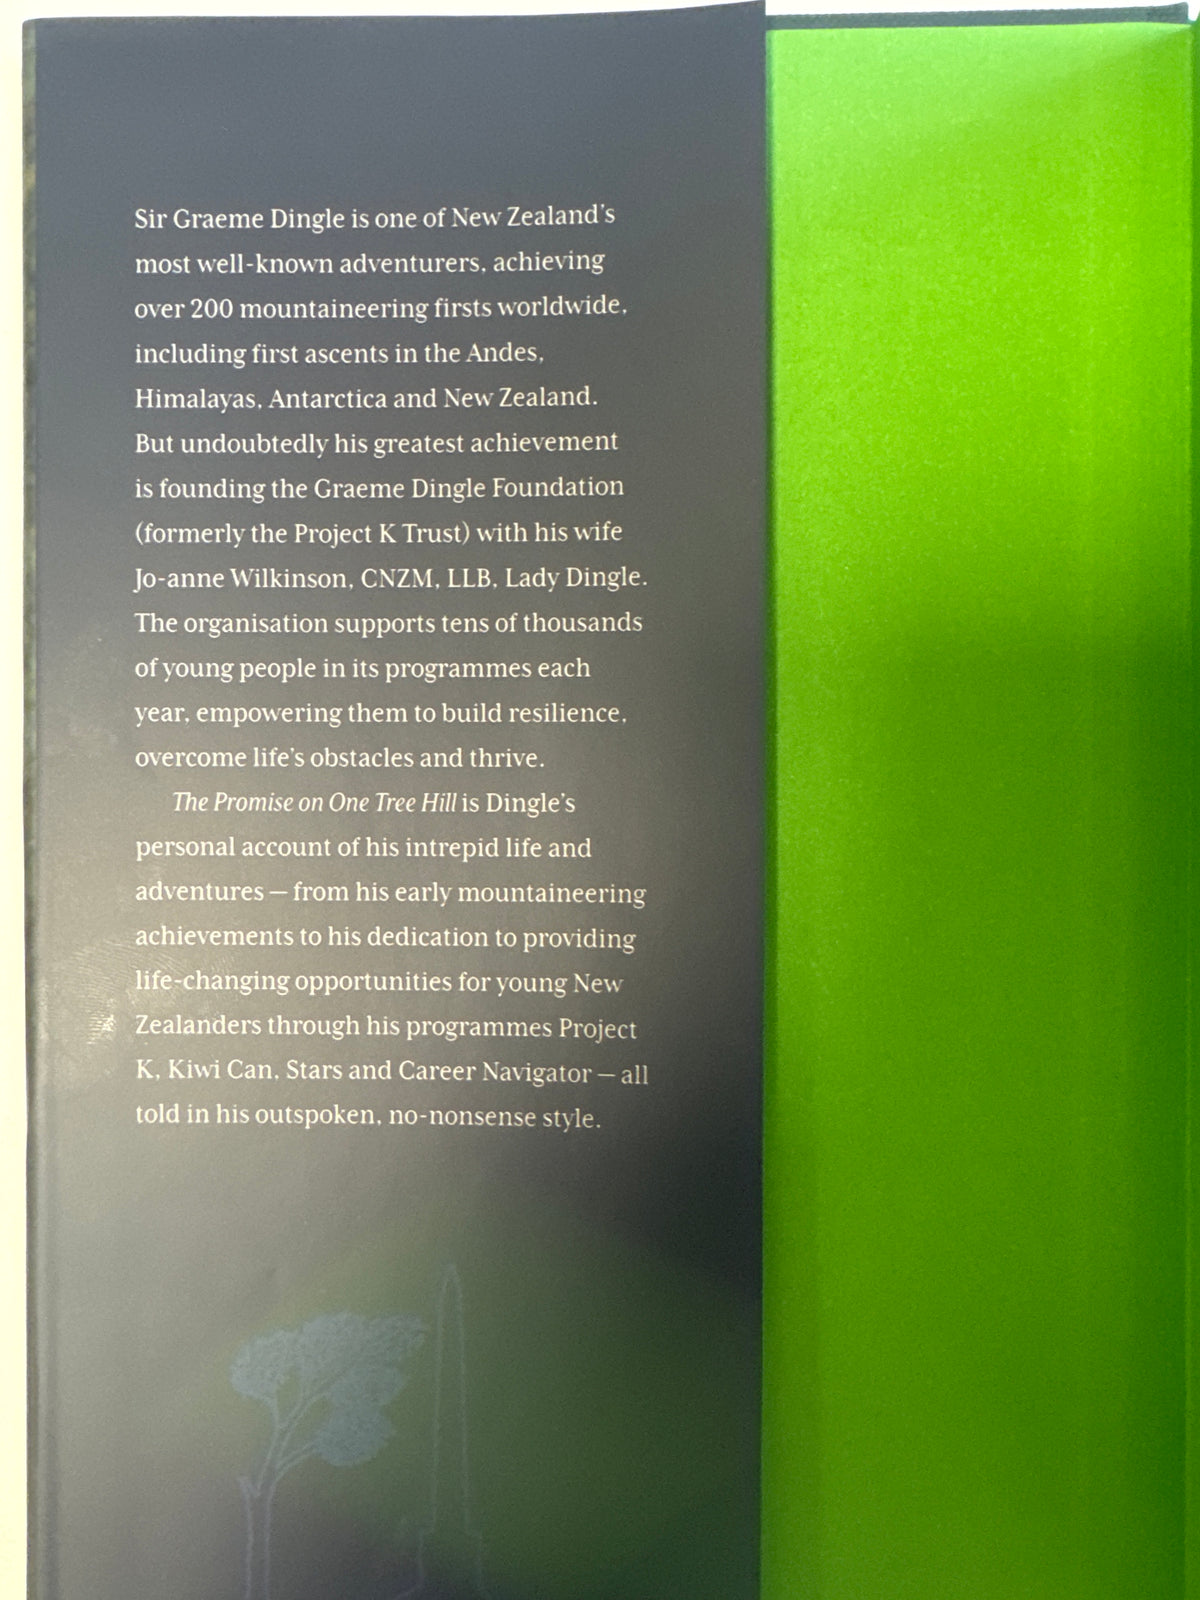 Sir Graeme Dingle is one of New Zealand's
most well-known adventurers, achieving
over 200 mountaineering firsts worldwide,
including first ascents in the Andes,
Himalayas, Antarctica and New Zealand.
But undoubtedly his greatest achievement
is founding the Graeme Dingle Foundation
(formerly the Project K Trust) with his wife
Jo-anne Wilkinson, CNZM, LLB, Lady Dingle.
The organisation supports tens of thousands
of young people in its programmes each
year, empowering them to build resilience,
overcome life's obstacles and thrive.
The Promise on One Tree Hill is Dingle's
personal account of his intrepid life and
adventures — from his early mountaineering
achievements to his dedication to providing
life-changing opportunities for young New
Zealanders through his programmes Project
K, Kiwi Can, Stars and Career Navigator — all
told in his outspoken, no-nonsense style.